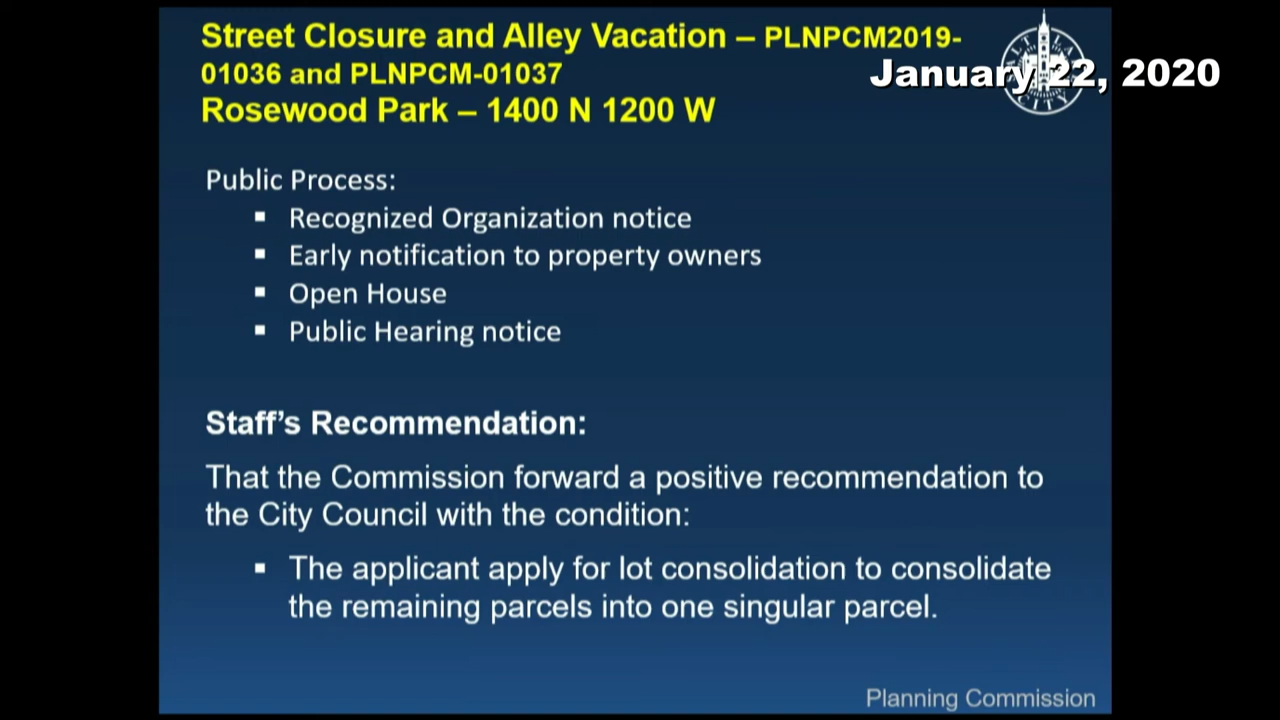 Street Closure and Alley Vacation – PLNPCM2019-
01036 and PLNPCM-01037
Rosewood Park – 1400 N 1200 W
January 22, 2020
CITY
Public Process:
▪ Recognized Organization notice
▪ Early notification to property owners
▪ Open House
▪ Public Hearing notice
Staff’s Recommendation:
That the Commission forward a positive recommendation to
the City Council with the condition:
▪ The applicant apply for lot consolidation to consolidate
the remaining parcels into one singular parcel.
Planning Commission